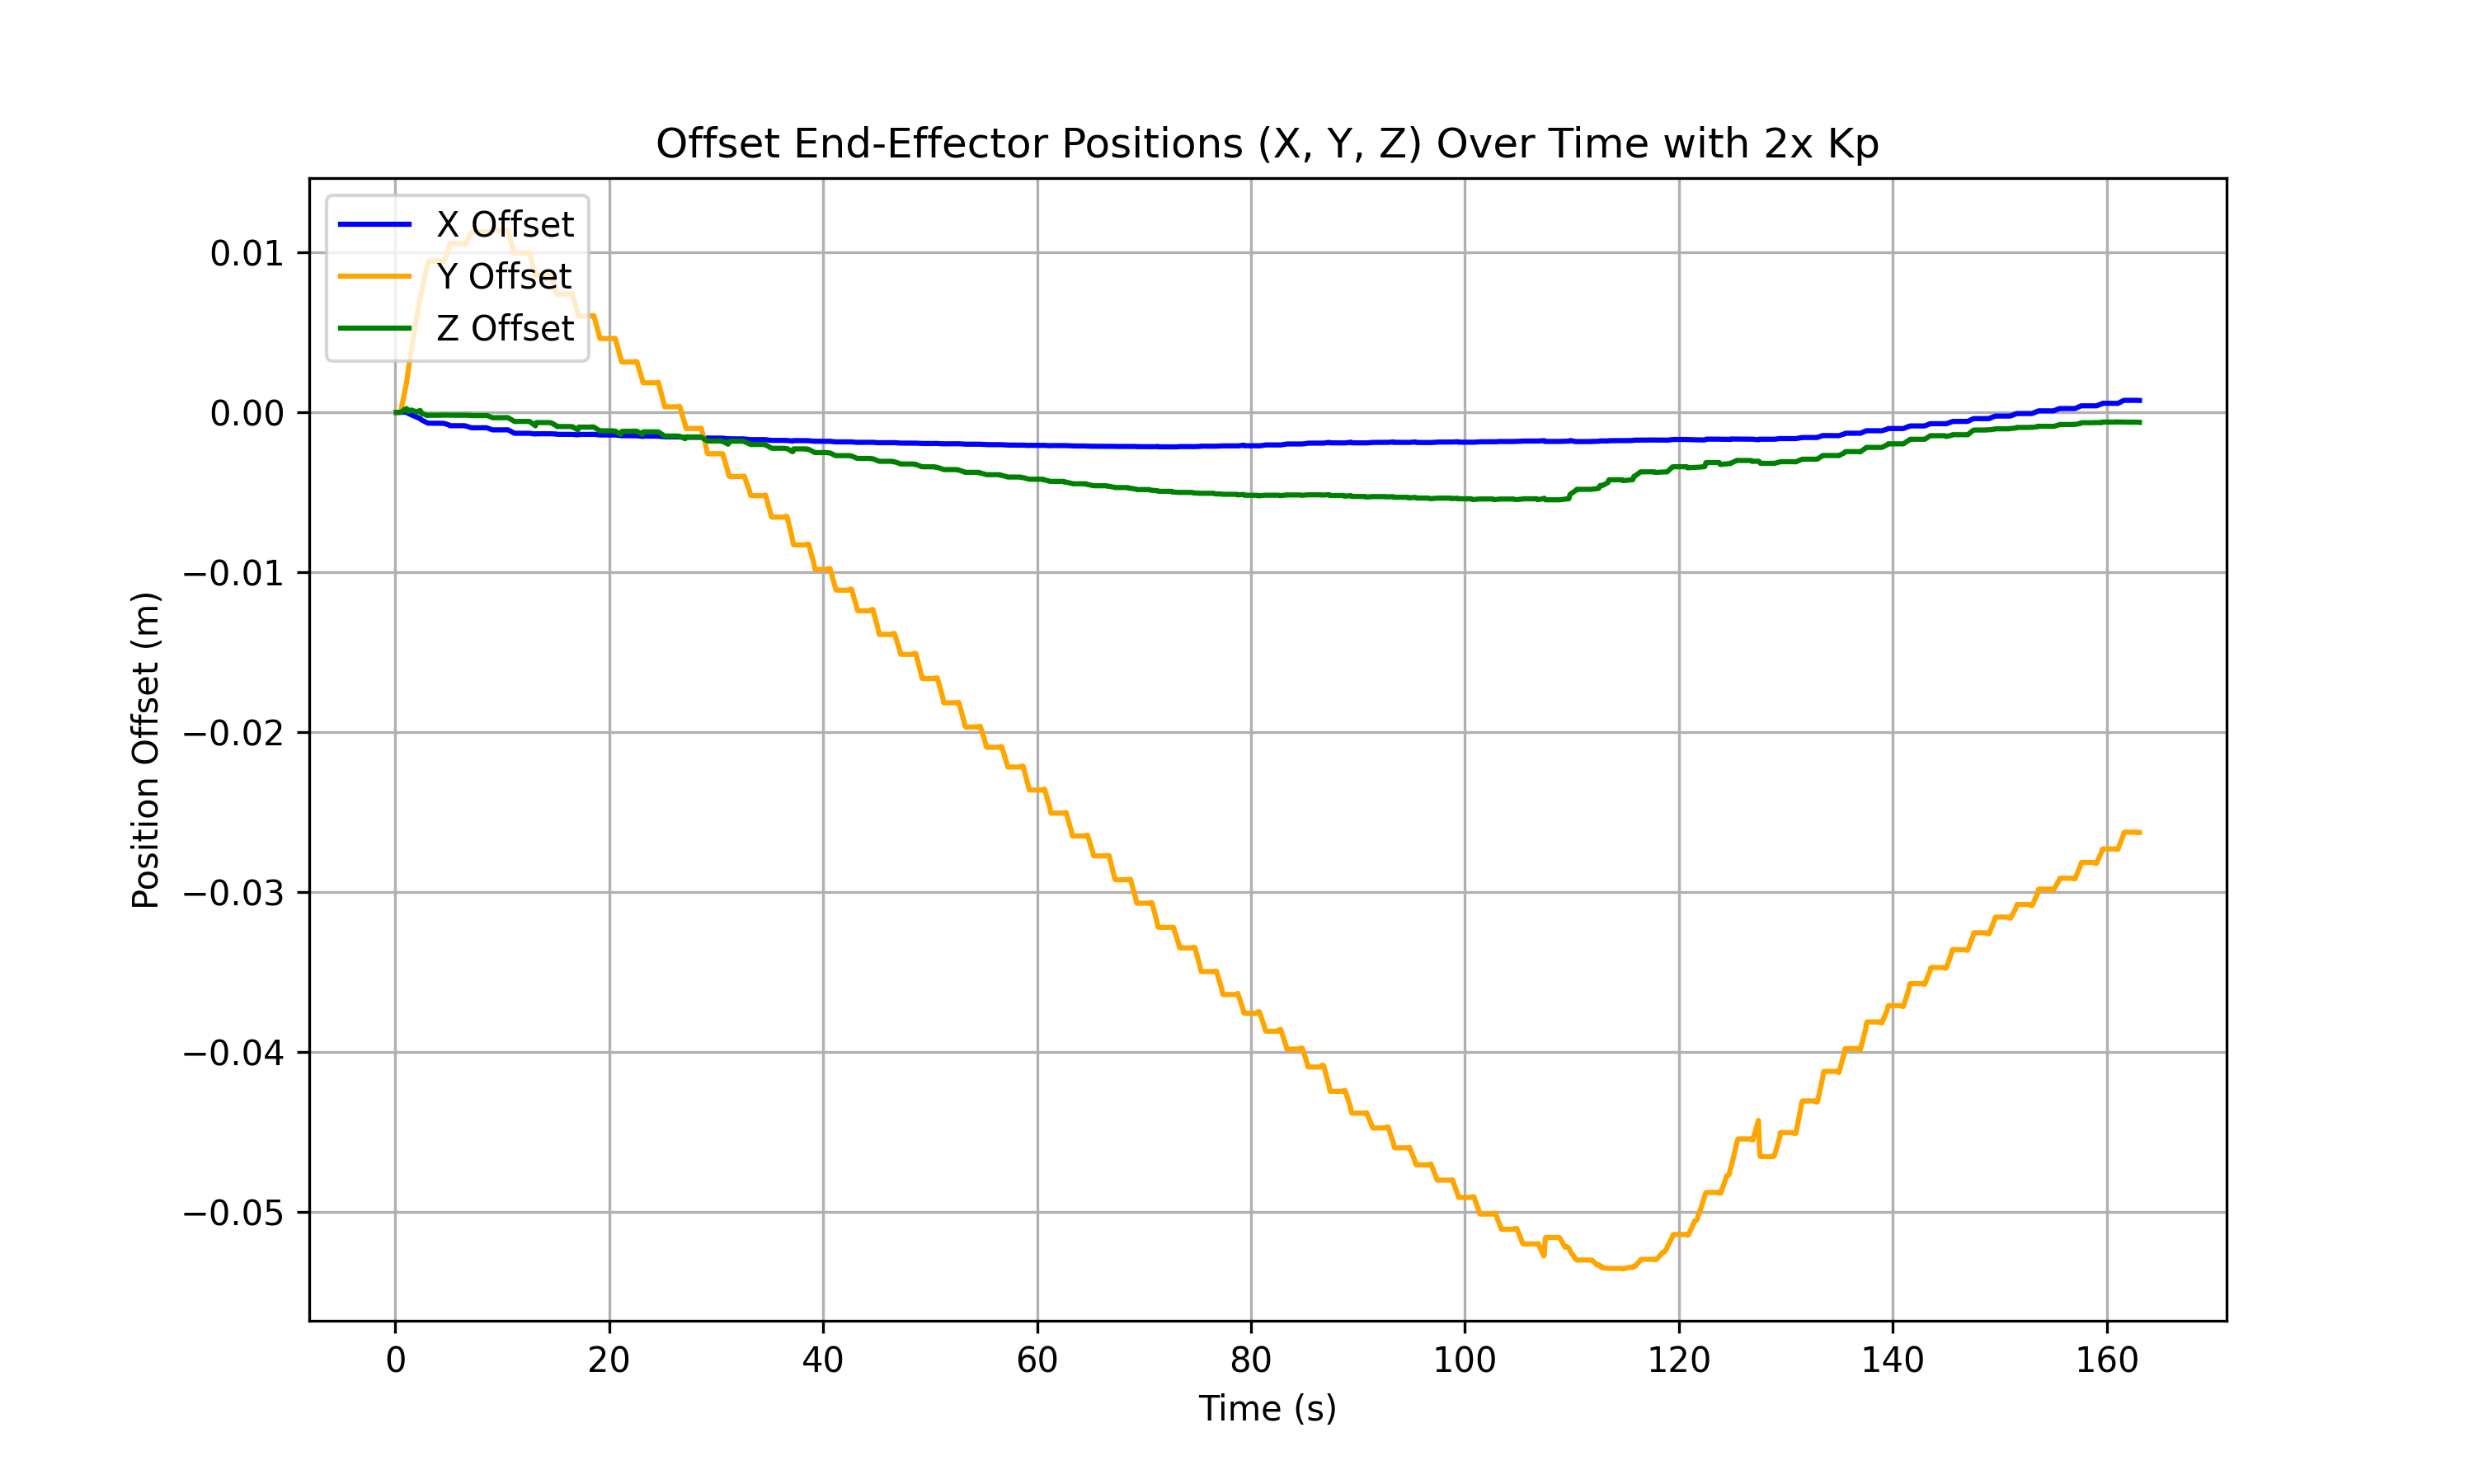 Offset End-Effector Positions (X, Y, Z) Over Time with 2x Kp
X Offset
Y Offset
Z Offset
0.01
0.00
−0.01
−0.02
−0.03
−0.04
−0.05
Position Offset (m)
0 20 40 60 80 100 120 140 160
Time (s)